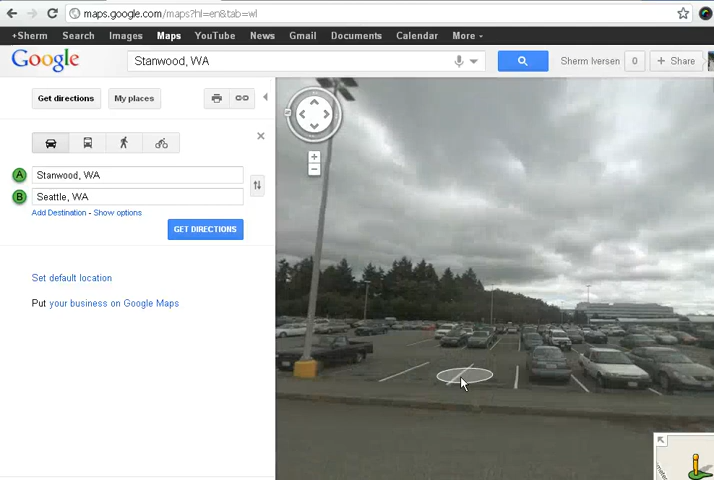 maps.google.com/maps?hl=en&tab=wl
+Sherm Search Images Maps YouTube News Gmail Documents Calendar More
Google Stanwood, WA Sherm Iversen 0 + Share
Get directions My places
A Stanwood, WA
B Seattle, WA
Add Destination - Show options
GET DIRECTIONS
Set default location
Put your business on Google Maps